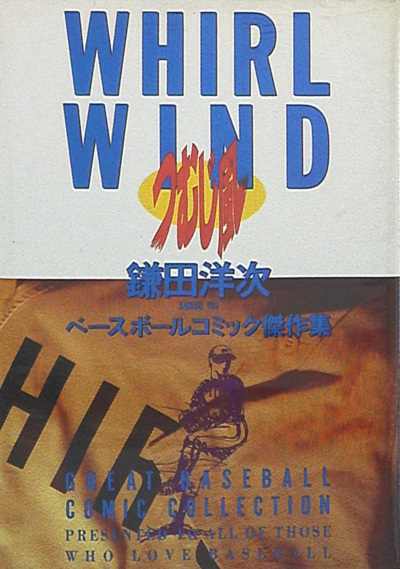 WHIRL
WIND
つむじ風
鎌田洋次
ベースボールコミック傑作集
HIF
GREAT BASEBALL
COMIC COLLECTION
PRESENTED TO ALL OF THOSE
WHO LOVE BASEBALL